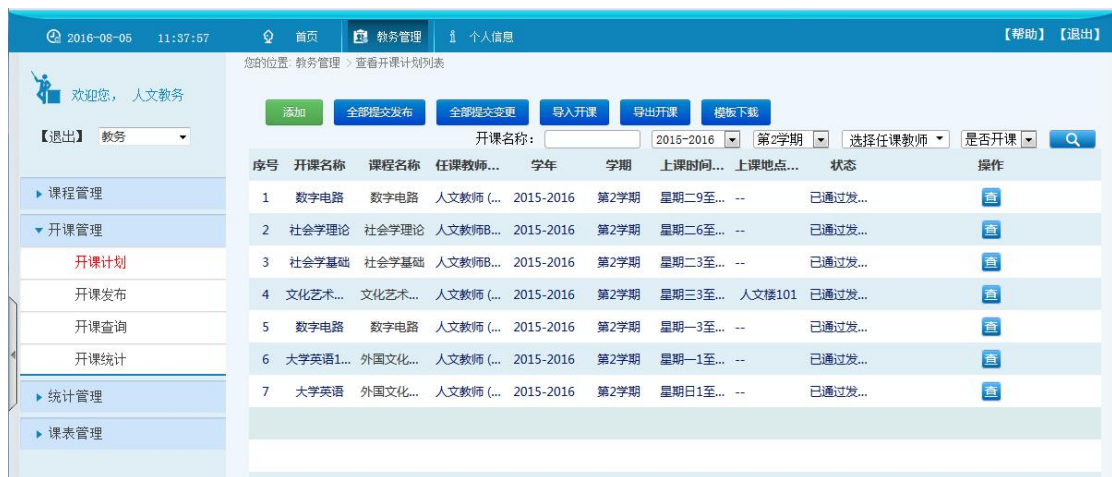 2016-08-05 11:37:57 首页 教务管理 个人信息 【帮助】【退出】
您的位置: 教务管理 > 查看开课计划列表
欢迎您， 人文教务
【退出】 教务
添加 全部提交发布 全部提交变更 导入开课 导出开课 模板下载
开课名称： 2015-2016 第2学期 选择任课教师 是否开课
序号 开课名称 课程名称 任课教师... 学年 学期 上课时间... 上课地点... 状态 操作
1 数字电路 数字电路 人文教师 (... 2015-2016 第2学期 星期二9至... -- 已通过发... 查
2 社会学理论 社会学理论 人文教师B... 2015-2016 第2学期 星期二6至... -- 已通过发... 查
3 社会学基础 社会学基础 人文教师B... 2015-2016 第2学期 星期二3至... -- 已通过发... 查
4 文化艺术... 文化艺术... 人文教师 (... 2015-2016 第2学期 星期三3至... 人文楼101 已通过发... 查
5 数字电路 数字电路 人文教师 (... 2015-2016 第2学期 星期一3至... -- 已通过发... 查
6 大学英语1... 外国文化... 人文教师 (... 2015-2016 第2学期 星期一1至... -- 已通过发... 查
7 大学英语 外国文化... 人文教师 (... 2015-2016 第2学期 星期日1至... -- 已通过发... 查
课程管理
开课管理
开课计划
开课发布
开课查询
开课统计
统计管理
课表管理